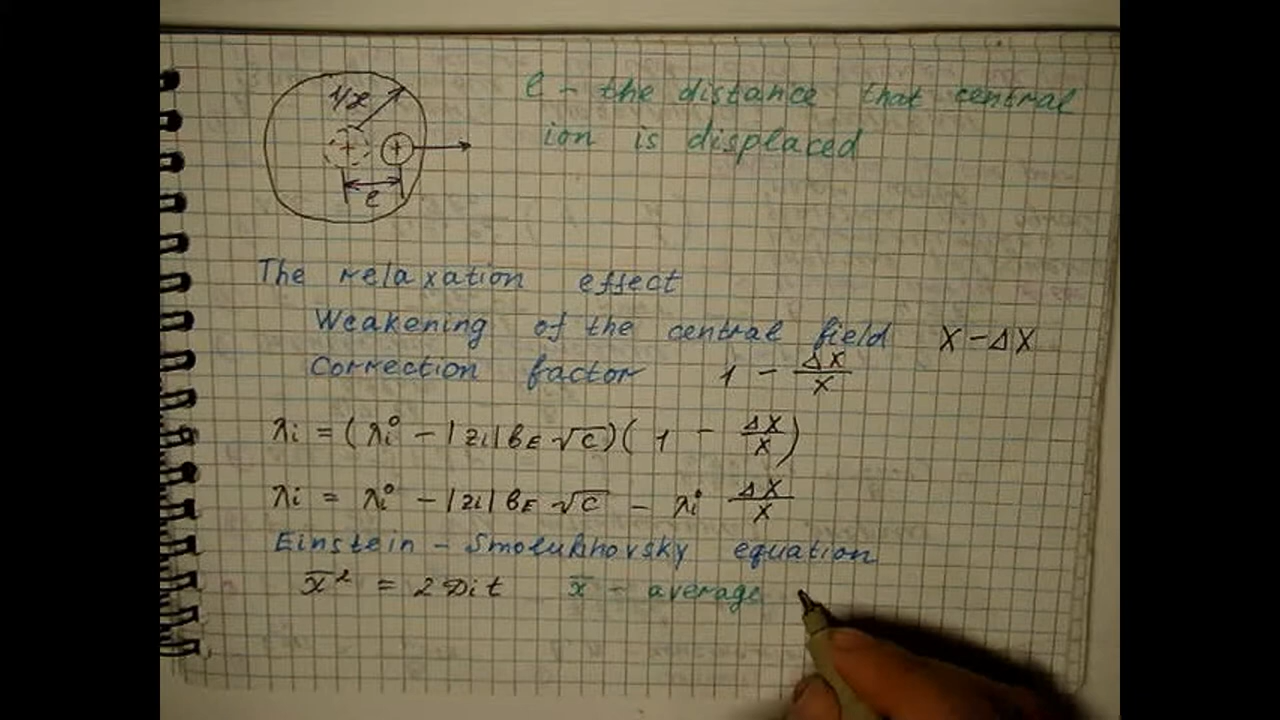 1/æ
+ +
e
e – the distance that central
ion is displaced
The relaxation effect
Weakening of the central field X – ΔX
Correction factor 1 – ΔX/X
λi = (λi° – |zi| BE √c)(1 – ΔX/X)
λi = λi° – |zi| BE √c – λi° ΔX/X
Einstein – Smolukhovsky equation
x̄² = 2Dit x̄ – average